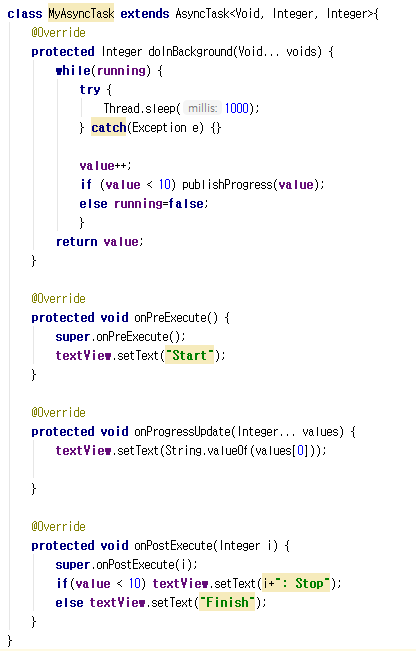 class MyAsyncTask extends AsyncTask<Void, Integer, Integer>{
@Override
protected Integer doInBackground(Void... voids) {
while(running) {
try {
Thread.sleep( millis: 1000);
} catch(Exception e) {}
value++;
if (value < 10) publishProgress(value);
else running=false;
}
return value;
}
@Override
protected void onPreExecute() {
super.onPreExecute();
textView.setText("Start");
}
@Override
protected void onProgressUpdate(Integer... values) {
textView.setText(String.valueOf(values[0]));
}
@Override
protected void onPostExecute(Integer i) {
super.onPostExecute(i);
if(value < 10) textView.setText(i+": Stop");
else textView.setText("Finish");
}
}